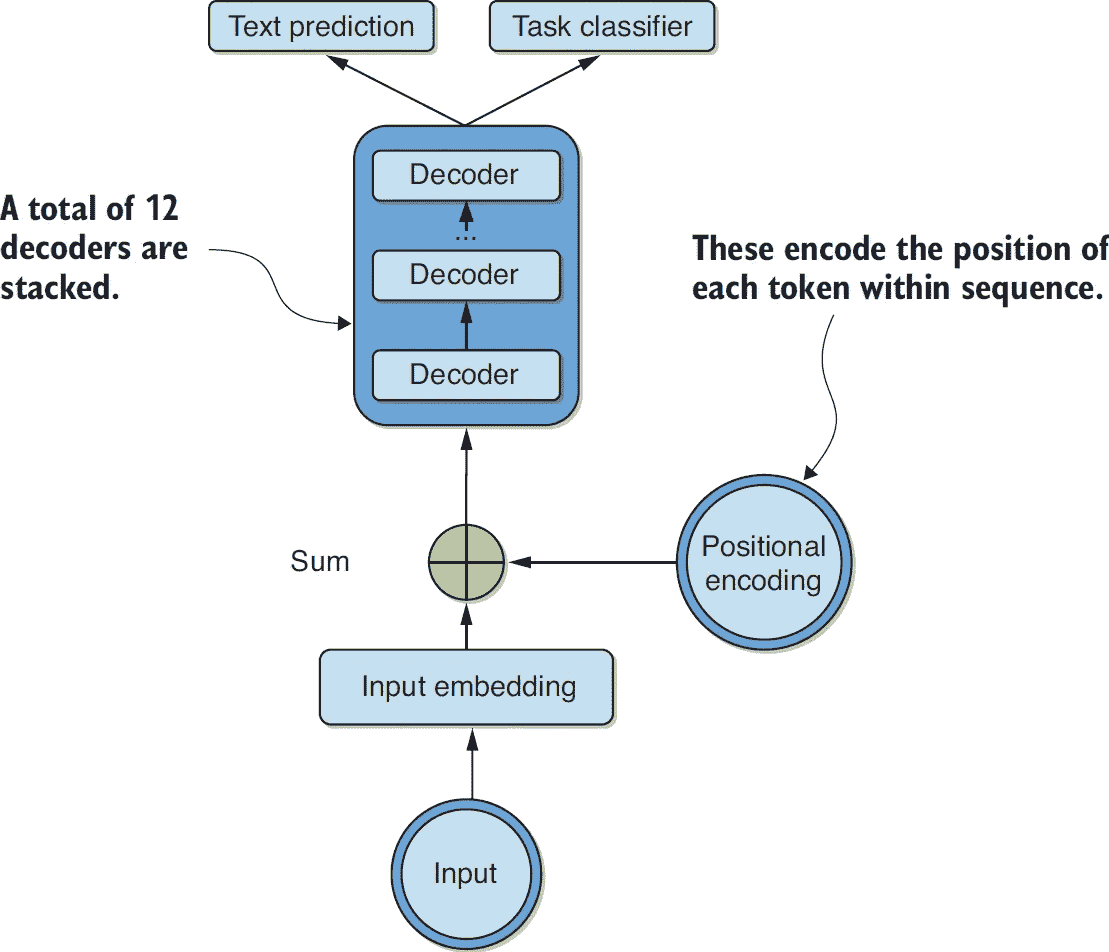 Text prediction
Task classifier
Decoder
...
Decoder
Decoder
A total of 12
decoders are
stacked.
These encode the position of
each token within sequence.
Sum
Positional
encoding
Input embedding
Input